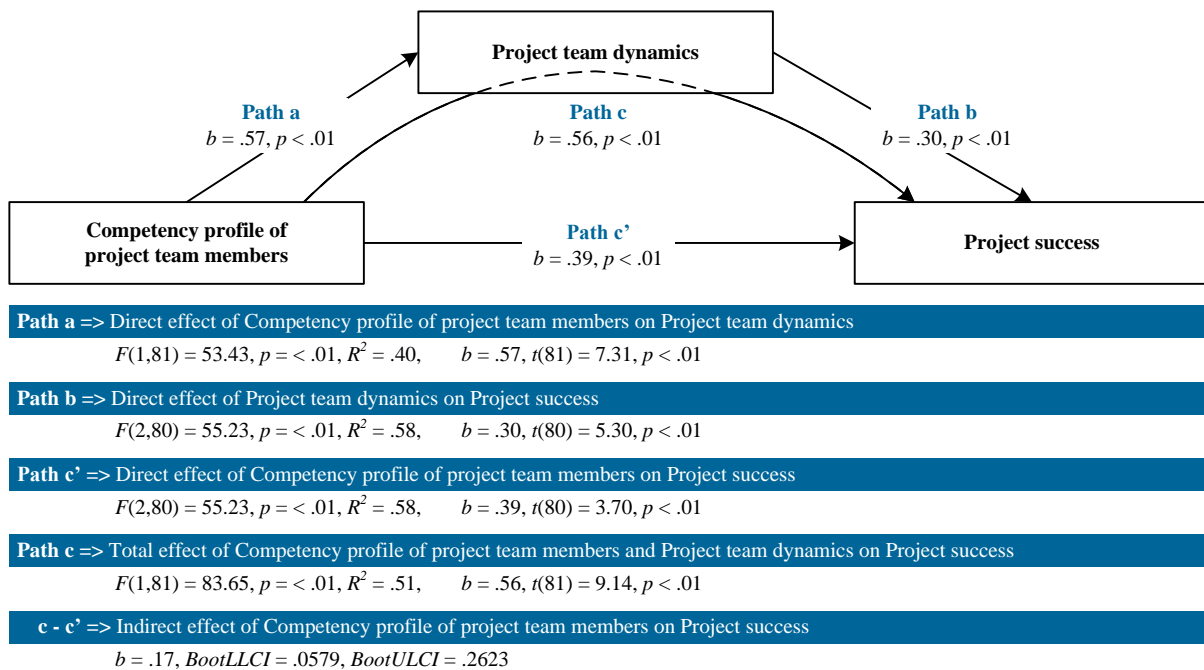 Project team dynamics
Path a
b = .57, p < .01
Path c
b = .56, p < .01
Path b
b = .30, p < .01
Competency profile of
project team members
Path c’
b = .39, p < .01
Project success
Path a => Direct effect of Competency profile of project team members on Project team dynamics
F(1,81) = 53.43, p = < .01, R² = .40, b = .57, t(81) = 7.31, p < .01
Path b => Direct effect of Project team dynamics on Project success
F(2,80) = 55.23, p = < .01, R² = .58, b = .30, t(80) = 5.30, p < .01
Path c’ => Direct effect of Competency profile of project team members on Project success
F(2,80) = 55.23, p = < .01, R² = .58, b = .39, t(80) = 3.70, p < .01
Path c => Total effect of Competency profile of project team members and Project team dynamics on Project success
F(1,81) = 83.65, p = < .01, R² = .51, b = .56, t(81) = 9.14, p < .01
c - c’ => Indirect effect of Competency profile of project team members on Project success
b = .17, BootLLCI = .0579, BootULCI = .2623